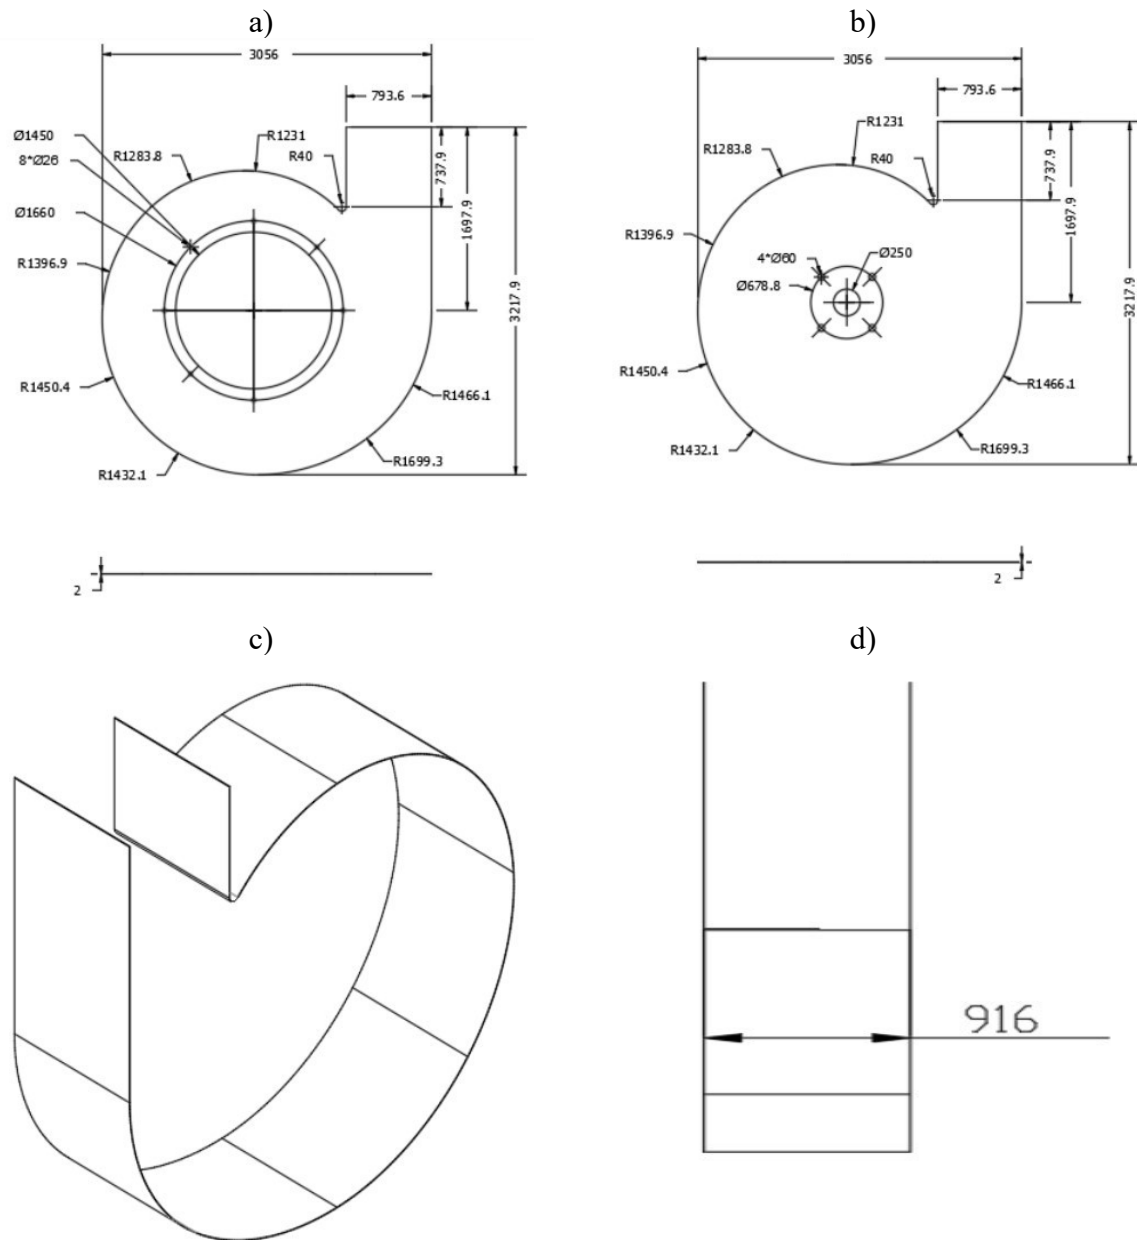 a)
3056
793.6
Ø1450
8*Ø26
R1283.8
R1231
R40
Ø1660
737.9
1697.9
R1396.9
3217.9
R1450.4
R1466.1
R1699.3
R1432.1
2
b)
3056
793.6
R1231
R1283.8
R40
737.9
1697.9
R1396.9
4*Ø60
Ø250
Ø678.8
3217.9
R1450.4
R1466.1
R1432.1
R1699.3
2
c)
d)
916